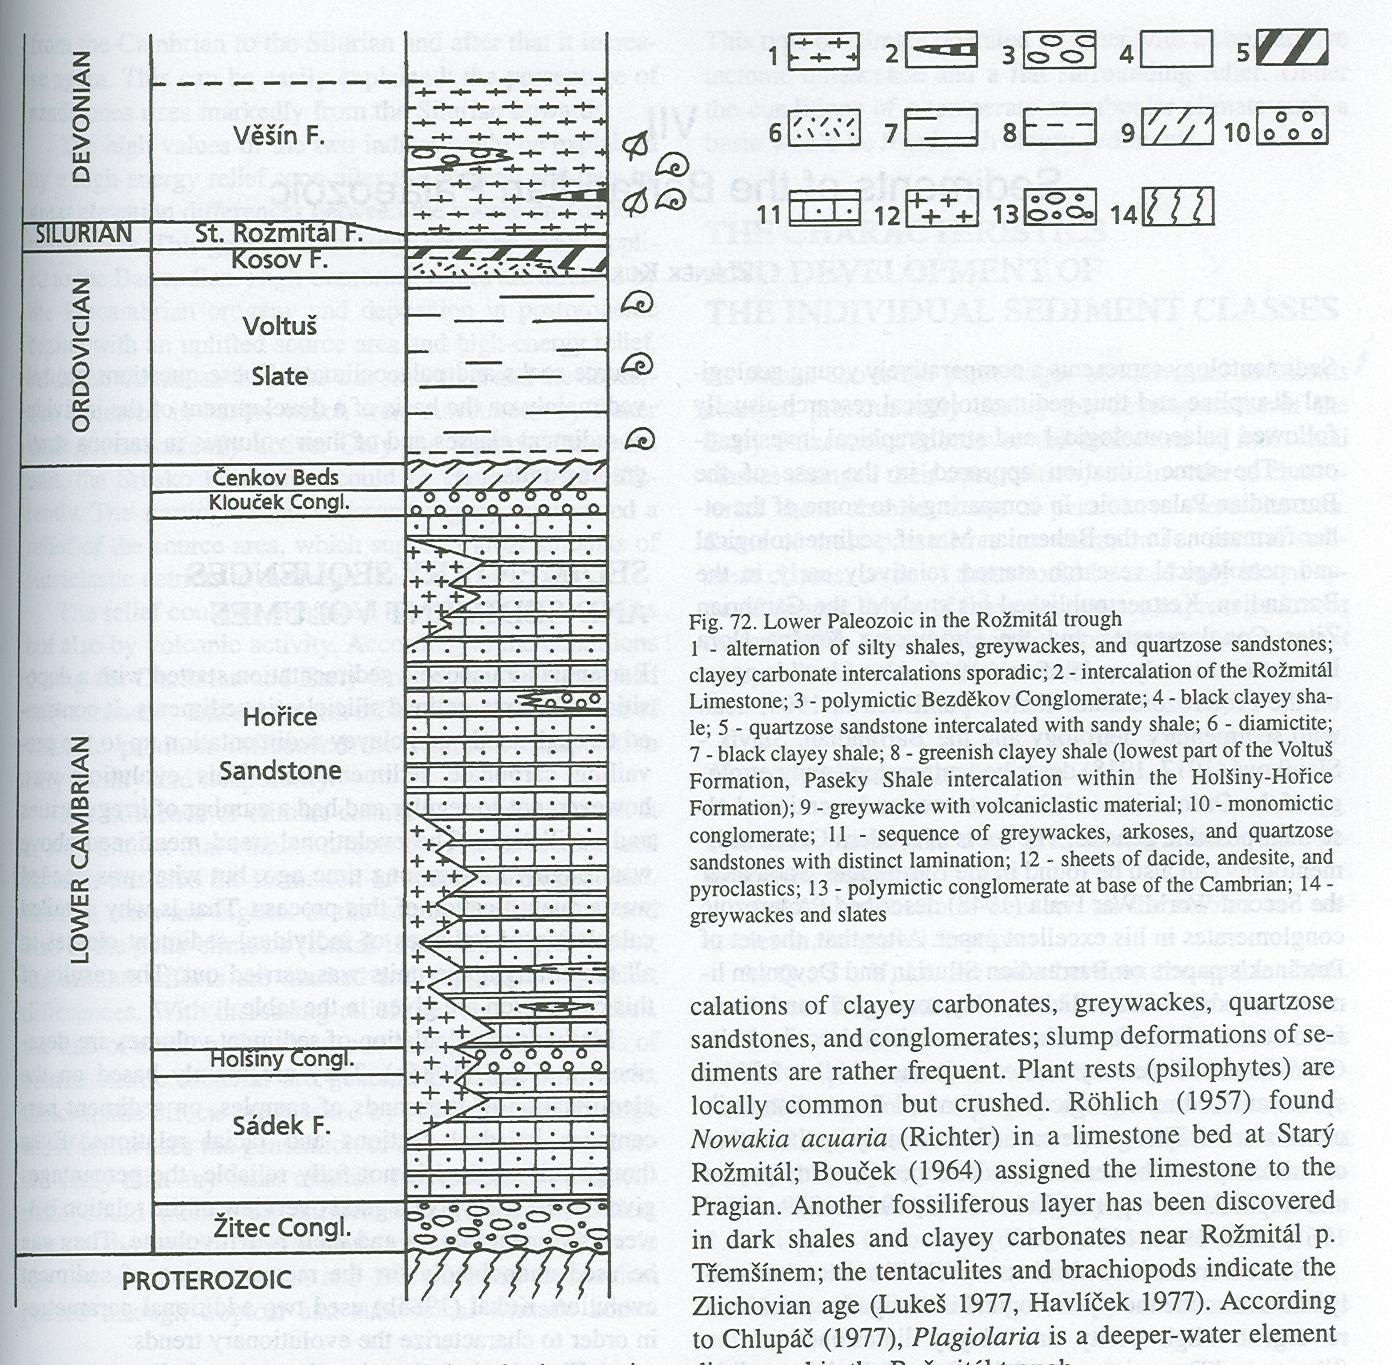 DEVONIAN
Věšín F.
SILURIAN
St. Rožmitál F.
ORDOVICIAN
Kosov F.
Voltuš
Slate
Čenkov Beds
Klouček Congl.
LOWER CAMBRIAN
Hořice
Sandstone
Holšiny Congl.
Sádek F.
Žitec Congl.
PROTEROZOIC
1 2 3 4 5
6 7 8 9 10
11 12 13 14
Fig. 72. Lower Paleozoic in the Rožmitál trough
1 - alternation of silty shales, greywackes, and quartzose sandstones;
clayey carbonate intercalations sporadic; 2 - intercalation of the Rožmitál
Limestone; 3 - polymictic Bezděkov Conglomerate; 4 - black clayey sha-
le; 5 - quartzose sandstone intercalated with sandy shale; 6 - diamictite;
7 - black clayey shale; 8 - greenish clayey shale (lowest part of the Voltuš
Formation, Paseky Shale intercalation within the Holšiny-Hořice
Formation); 9 - greywacke with volcaniclastic material; 10 - monomictic
conglomerate; 11 - sequence of greywackes, arkoses, and quartzose
sandstones with distinct lamination; 12 - sheets of dacide, andesite, and
pyroclastics; 13 - polymictic conglomerate at base of the Cambrian; 14 -
greywackes and slates
calations of clayey carbonates, greywackes, quartzose
sandstones, and conglomerates; slump deformations of se-
diments are rather frequent. Plant rests (psilophytes) are
locally common but crushed. Röhlich (1957) found
Nowakia acuaria (Richter) in a limestone bed at Starý
Rožmitál; Bouček (1964) assigned the limestone to the
Pragian. Another fossiliferous layer has been discovered
in dark shales and clayey carbonates near Rožmitál p.
Třemšínem; the tentaculites and brachiopods indicate the
Zlichovian age (Lukeš 1977, Havlíček 1977). According
to Chlupáč (1977), Plagiolaria is a deeper-water element